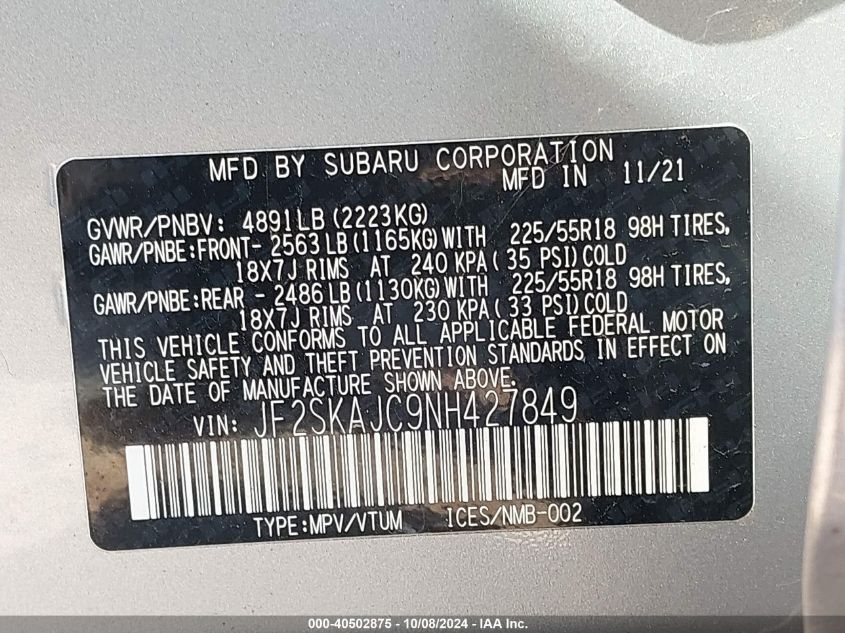 MFD BY SUBARU CORPORATION
MFD IN 11/21
GVWR/PNBV: 4891LB (2223KG)
GAWR/PNBE:FRONT- 2563LB (1165KG)WITH 225/55R18 98H TIRES,
18X7J RIMS AT 240 KPA( 35 PSI)COLD
GAWR/PNBE:REAR - 2486LB (1130KG)WITH 225/55R18 98H TIRES,
18X7J RIMS AT 230 KPA( 33 PSI)COLD
THIS VEHICLE CONFORMS TO ALL APPLICABLE FEDERAL MOTOR
VEHICLE SAFETY AND THEFT PREVENTION STANDARDS IN EFFECT ON
THE DATE OF MANUFACTURE SHOWN ABOVE.
VIN: JF2SKAJC9NH427849
TYPE:MPV/VTUM ICES/NMB-002
000-40502875 - 10/08/2024 - IAA Inc.